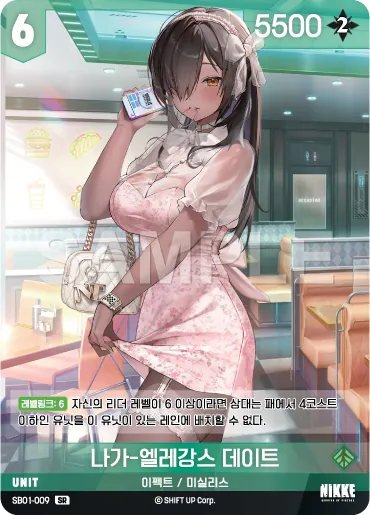 6
5500
2
SAMPLE
레벨링크: 6 자신의 리더 레벨이 6 이상이라면 상대는 패에서 4코스트
이하인 유닛을 이 유닛이 있는 레인에 배치할 수 없다.
나가-엘레강스 데이트
UNIT
이펙트 / 미실리스
NIKKE
SB01-009 SR
© SHIFT UP Corp.